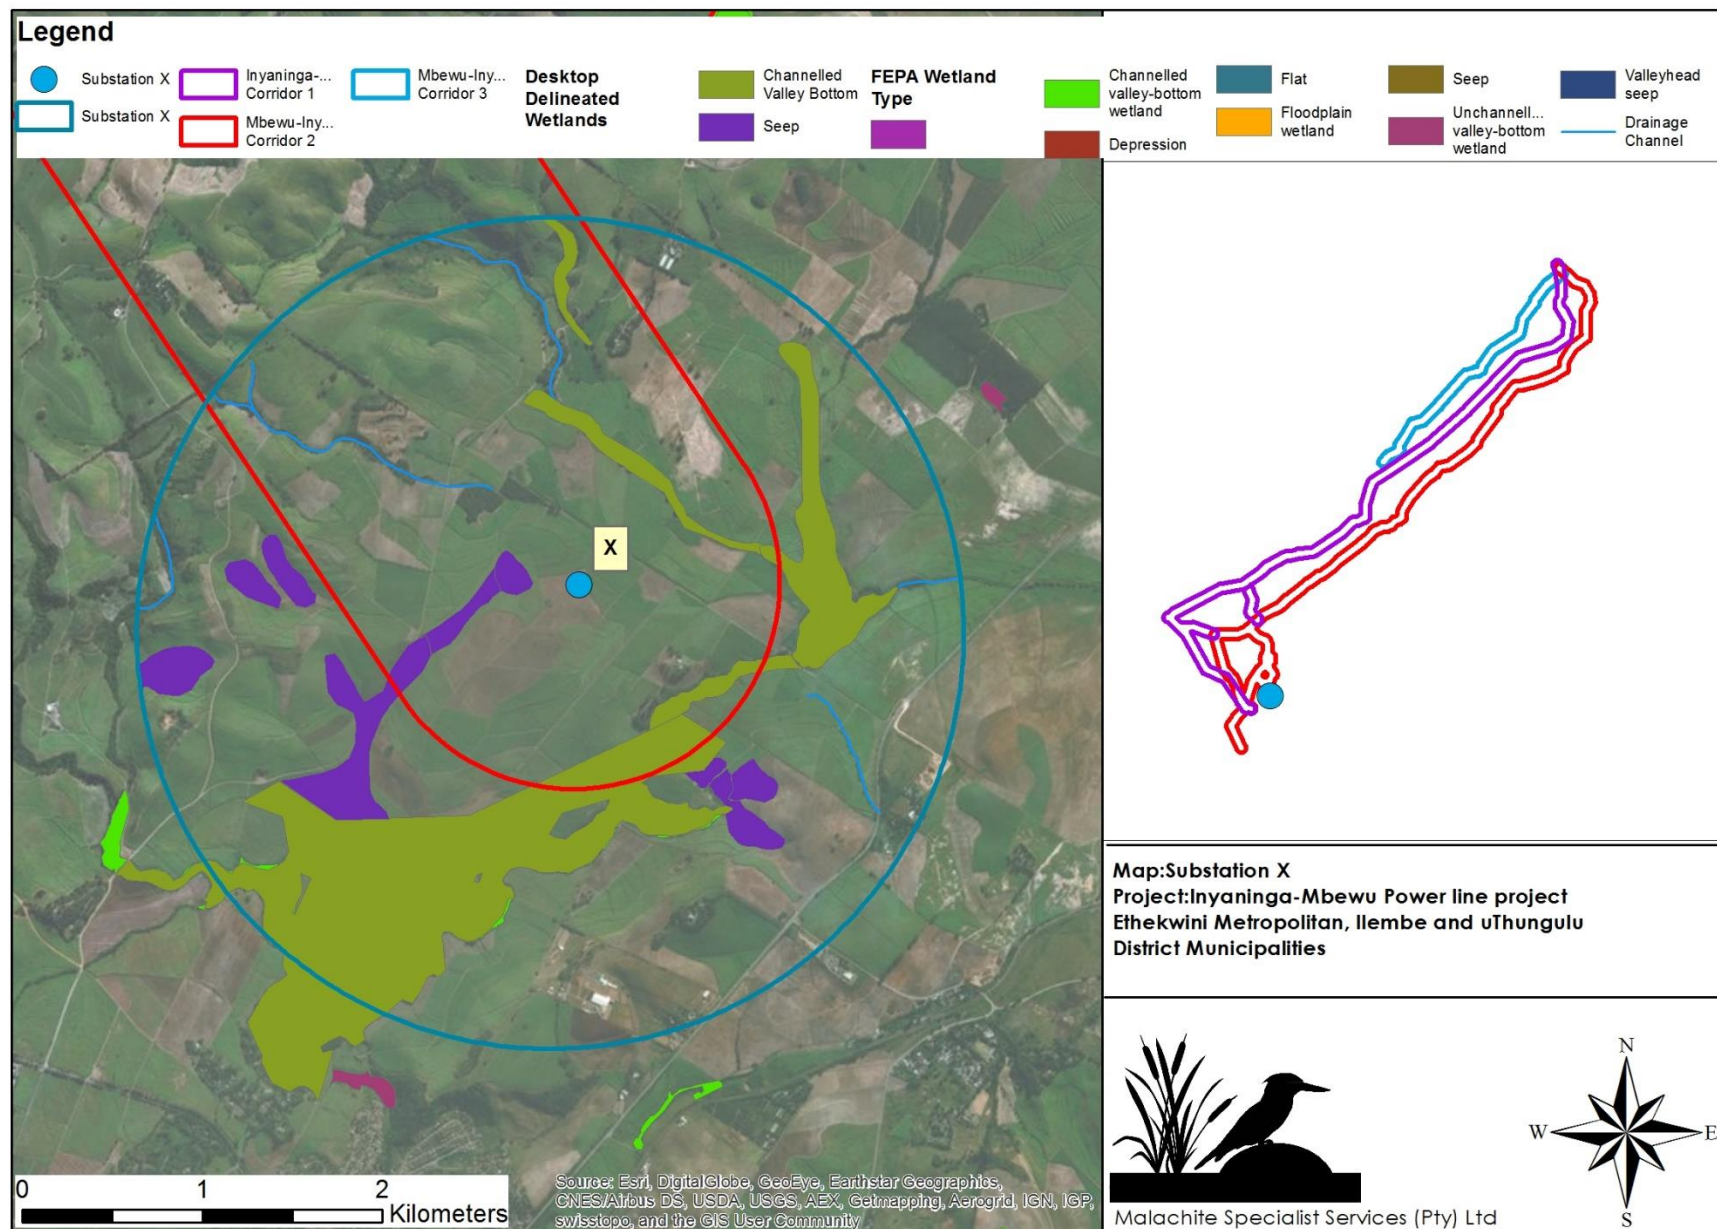 Legend
Substation X
Substation X
Inyaninga-...
Corridor 1
Mbewu-Iny...
Corridor 2
Mbewu-Iny...
Corridor 3
Desktop
Delineated
Wetlands
Channelled
Valley Bottom
Seep
FEPA Wetland
Type
Channelled
valley-bottom
wetland
Depression
Flat
Floodplain
wetland
Seep
Unchannell...
valley-bottom
wetland
Valleyhead
seep
Drainage
Channel
X
Map:Substation X
Project:Inyaninga-Mbewu Power line project
Ethekwini Metropolitan, Ilembe and uThungulu
District Municipalities
N
W
E
S
Malachite Specialist Services (Pty) Ltd
0 1 2
Kilometers
Source: Esri, DigitalGlobe, GeoEye, Earthstar Geographics,
CNES/Airbus DS, USDA, USGS, AEX, Getmapping, Aerogrid, IGN, IGP,
swisstopo, and the GIS User Community